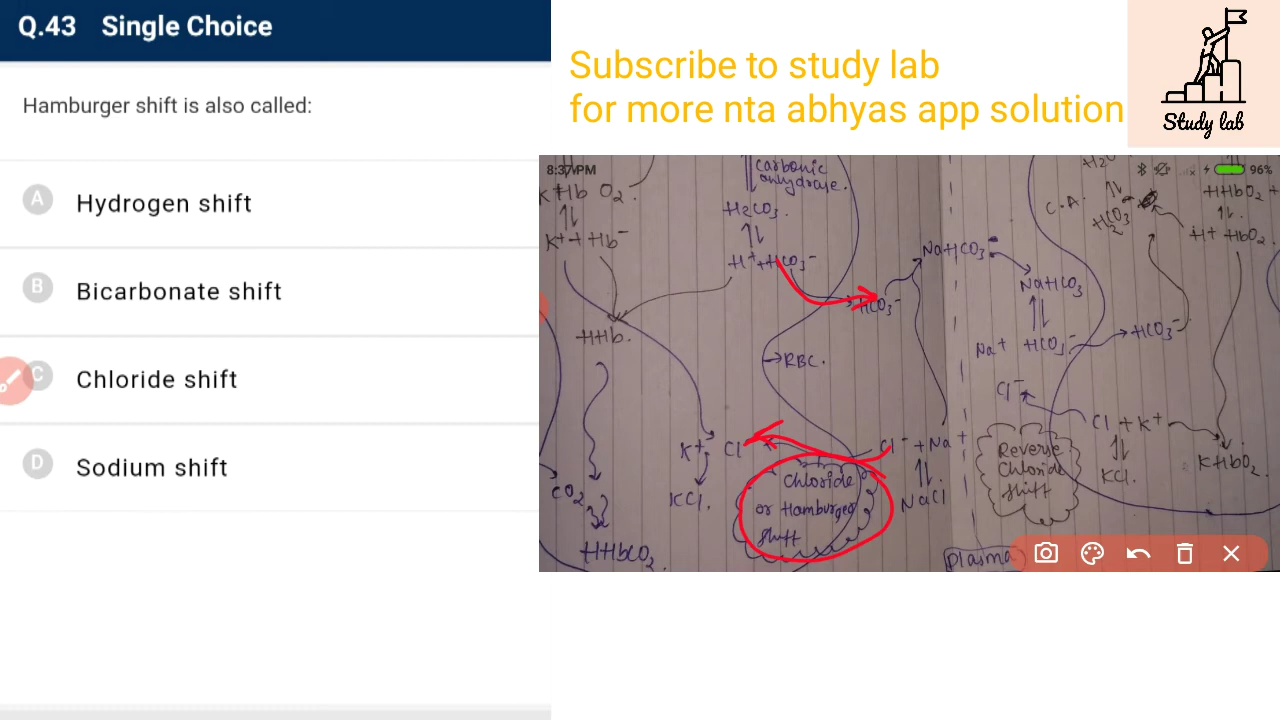 Q.43 Single Choice
Hamburger shift is also called:
A Hydrogen shift
B Bicarbonate shift
C Chloride shift
D Sodium shift
Subscribe to study lab
for more nta abhyas app solution
Study lab
8:37 PM
96%
carbonic
anhydrase.
H2CO3.
H+ + HCO3-
K+ + Hb-
HHb.
HCO3-
NaHCO3
→RBC.
K+ Cl-
KCl.
Cl- + Na+
NaCl
Chloride
or Hamburger
shift
CO2
HHbCO2
C.A.
H+ HbO2
NaHCO3
Na+ HCO3-
HCO3-
Cl-
Cl + K+
KCl
KHbO2
Reverse
Chloride
shift
Plasma